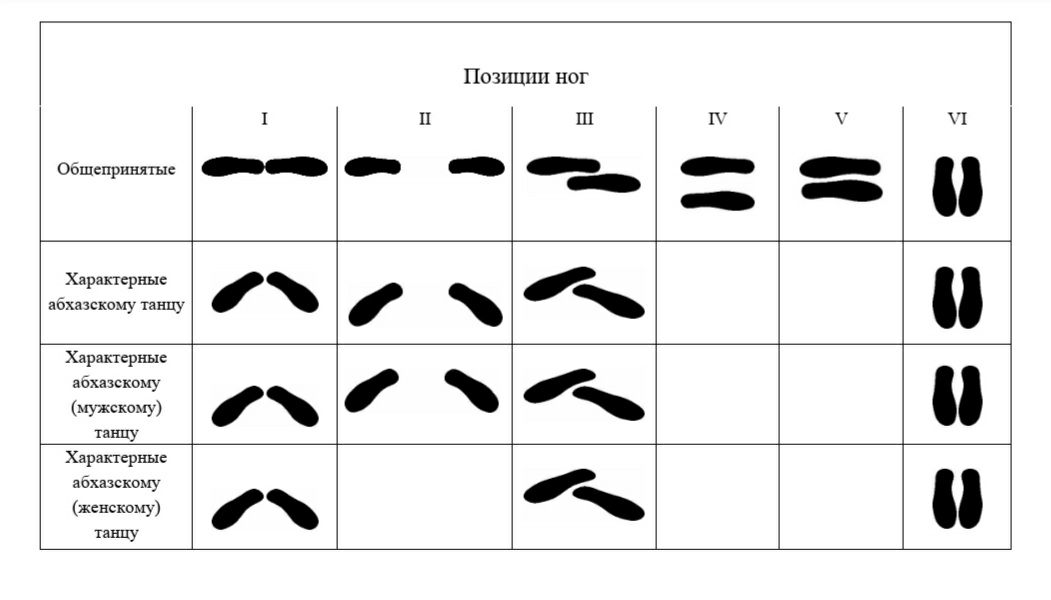 Позиции ног
I II III IV V VI
Общепринятые
Характерные
абхазскому танцу
Характерные
абхазскому
(мужскому)
танцу
Характерные
абхазскому
(женскому)
танцу